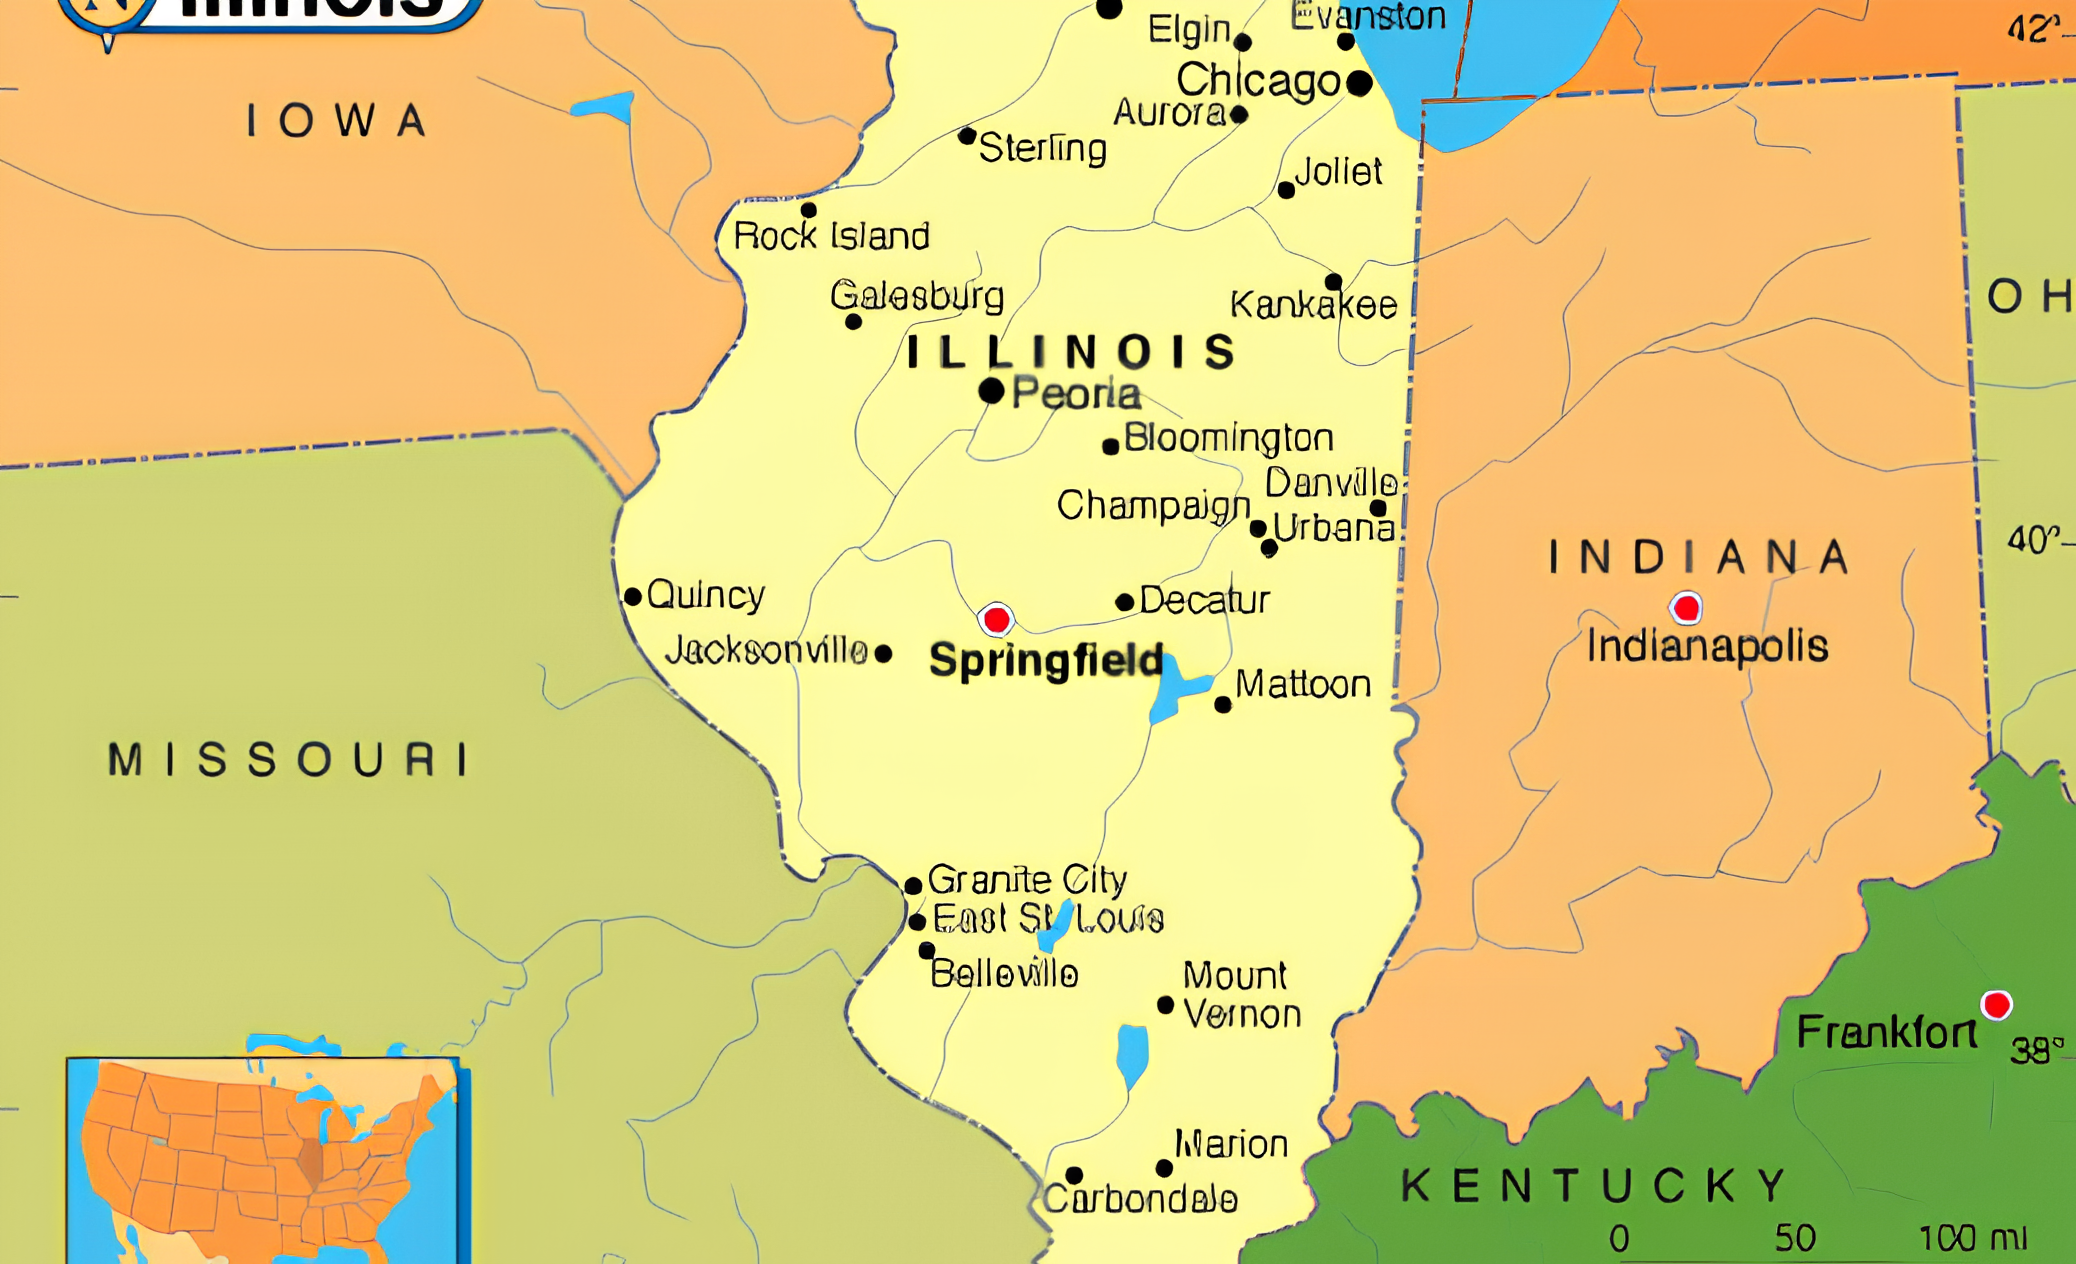 Illinois
N
Elgin
Evanston
42°
Chicago
Aurora
IOWA
Sterling
Joliet
Rock Island
OH
Galesburg
Kankakee
ILLINOIS
Peoria
Bloomington
Danville
Champaign
Urbana
40°
INDIANA
Quincy
Decatur
Jacksonville
Springfield
Indianapolis
Mattoon
MISSOURI
Granite City
East St. Louis
Belleville
Mount
Vernon
Frankfort
38°
Marion
Carbondale
KENTUCKY
0 50 100 mi